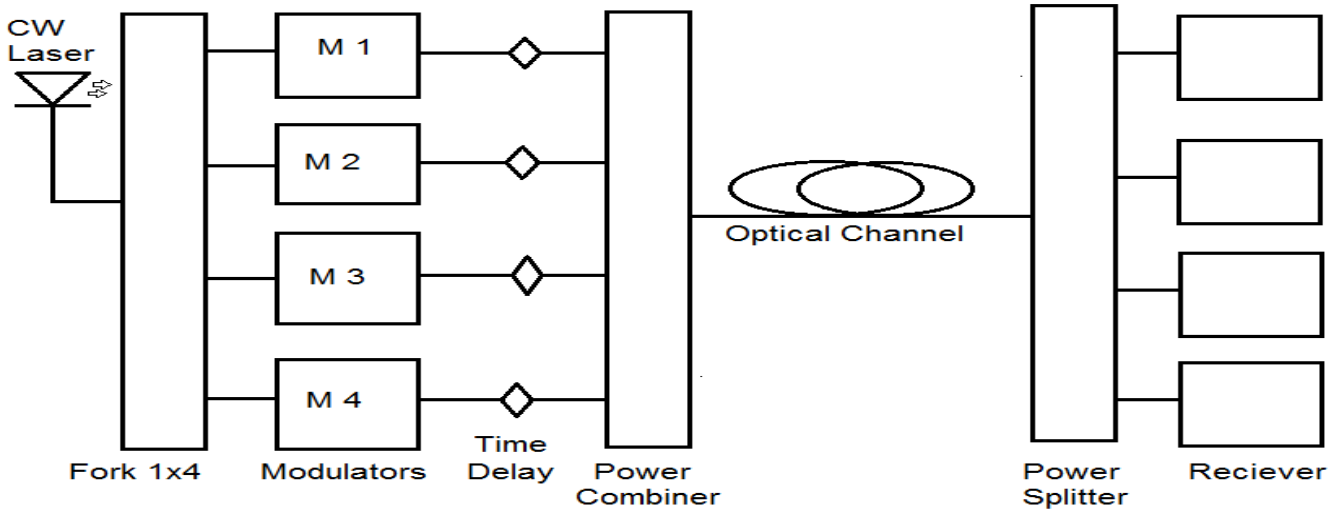 CW
Laser
M 1
M 2
M 3
M 4
Optical Channel
Fork 1x4
Modulators
Time
Delay
Power
Combiner
Power
Splitter
Reciever